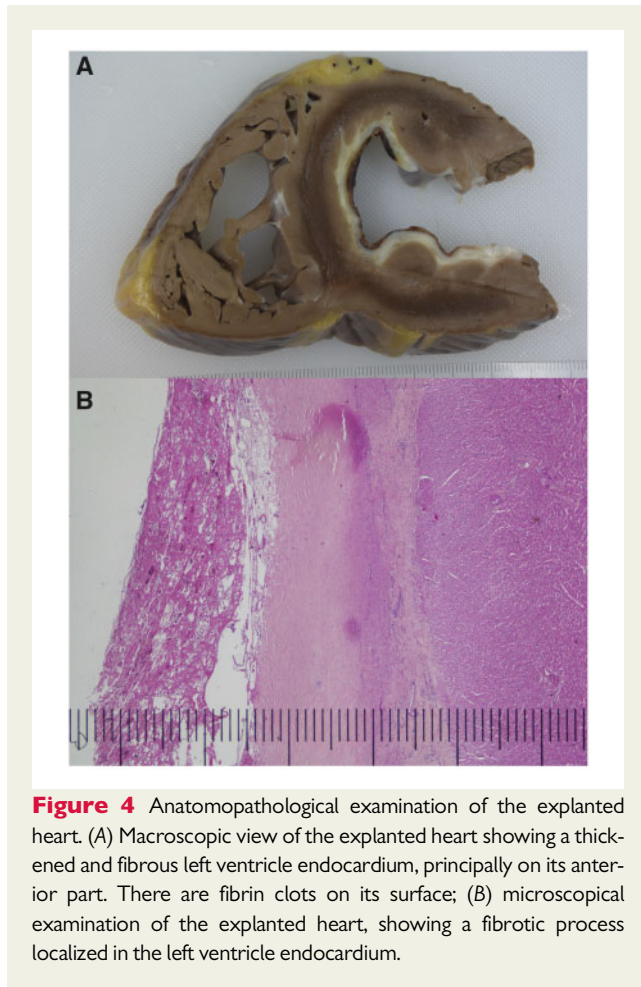 A
B
Figure 4 Anatomopathological examination of the explanted
heart. (A) Macroscopic view of the explanted heart showing a thick-
ened and fibrous left ventricle endocardium, principally on its anter-
ior part. There are fibrin clots on its surface; (B) microscopical
examination of the explanted heart, showing a fibrotic process
localized in the left ventricle endocardium.